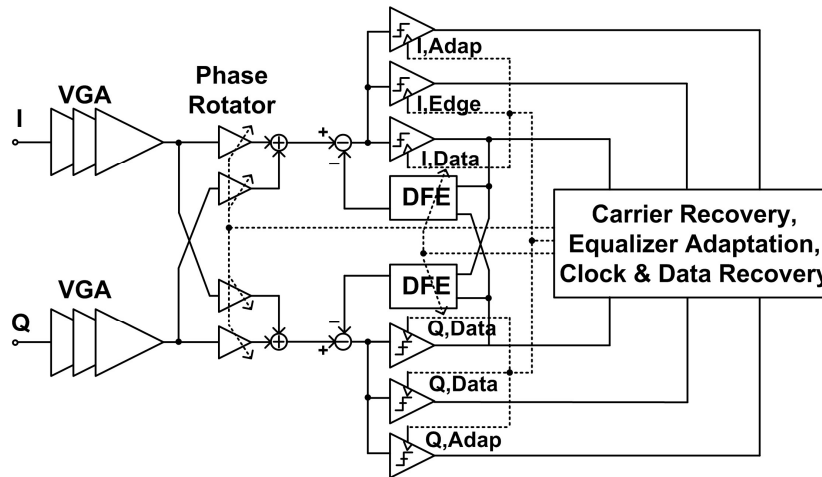 I,Adap
VGA
Phase
Rotator
I,Edge
I
+
+
−
I,Data
−
DFE
Carrier Recovery,
Equalizer Adaptation,
Clock & Data Recovery
VGA
DFE
−
Q
Q,Data
+
+
−
Q,Data
Q,Adap